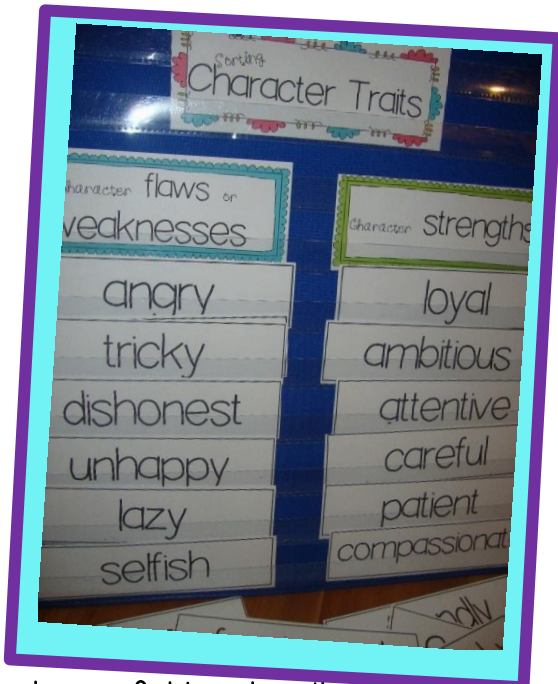 Sorting
Character Traits
character flaws or
weaknesses
angry
tricky
dishonest
unhappy
lazy
selfish
Character strengths
loyal
ambitious
attentive
careful
patient
compassionat